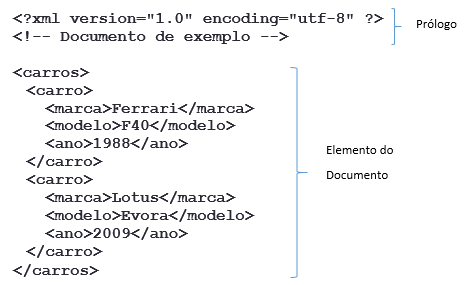 <?xml version="1.0" encoding="utf-8" ?>
<!-- Documento de exemplo -->
Prólogo
<carros>
<carro>
<marca>Ferrari</marca>
<modelo>F40</modelo>
<ano>1988</ano>
</carro>
<carro>
<marca>Lotus</marca>
<modelo>Evora</modelo>
<ano>2009</ano>
</carro>
</carros>
Elemento do
Documento